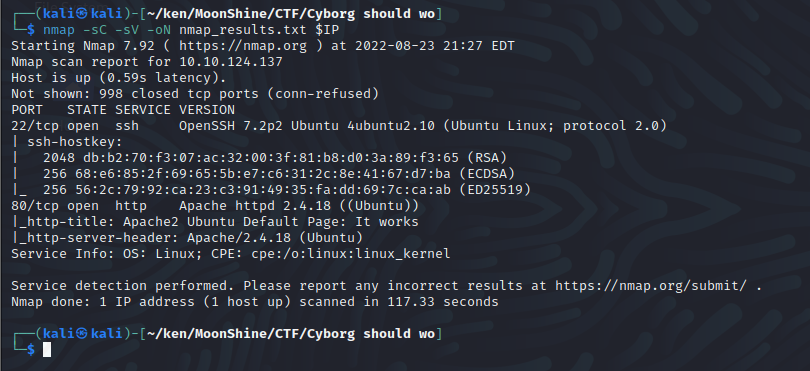 ┌──(kali㉿kali)-[~/ken/MoonShine/CTF/Cyborg should wo]
└─$ nmap -sC -sV -oN nmap_results.txt $IP
Starting Nmap 7.92 ( https://nmap.org ) at 2022-08-23 21:27 EDT
Nmap scan report for 10.10.124.137
Host is up (0.59s latency).
Not shown: 998 closed tcp ports (conn-refused)
PORT   STATE SERVICE VERSION
22/tcp open  ssh     OpenSSH 7.2p2 Ubuntu 4ubuntu2.10 (Ubuntu Linux; protocol 2.0)
| ssh-hostkey:
|   2048 db:b2:70:f3:07:ac:32:00:3f:81:b8:d0:3a:89:f3:65 (RSA)
|   256 68:e6:85:2f:69:65:5b:e7:c6:31:2c:8e:41:67:d7:ba (ECDSA)
|_  256 56:2c:79:92:ca:23:c3:91:49:35:fa:dd:69:7c:ca:ab (ED25519)
80/tcp open  http    Apache httpd 2.4.18 ((Ubuntu))
|_http-title: Apache2 Ubuntu Default Page: It works
|_http-server-header: Apache/2.4.18 (Ubuntu)
Service Info: OS: Linux; CPE: cpe:/o:linux:linux_kernel

Service detection performed. Please report any incorrect results at https://nmap.org/submit/ .
Nmap done: 1 IP address (1 host up) scanned in 117.33 seconds

┌──(kali㉿kali)-[~/ken/MoonShine/CTF/Cyborg should wo]
└─$